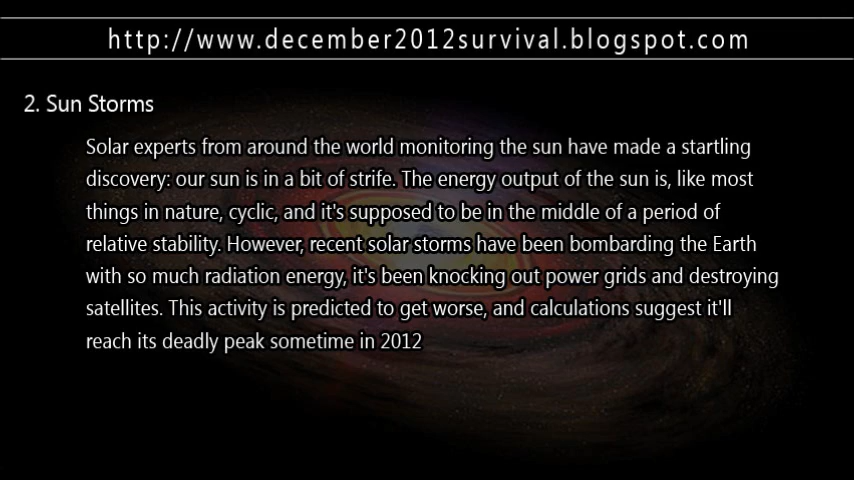 http://www.december2012survival.blogspot.com
2. Sun Storms
Solar experts from around the world monitoring the sun have made a startling
discovery: our sun is in a bit of strife. The energy output of the sun is, like most
things in nature, cyclic, and it's supposed to be in the middle of a period of
relative stability. However, recent solar storms have been bombarding the Earth
with so much radiation energy, it's been knocking out power grids and destroying
satellites. This activity is predicted to get worse, and calculations suggest it'll
reach its deadly peak sometime in 2012